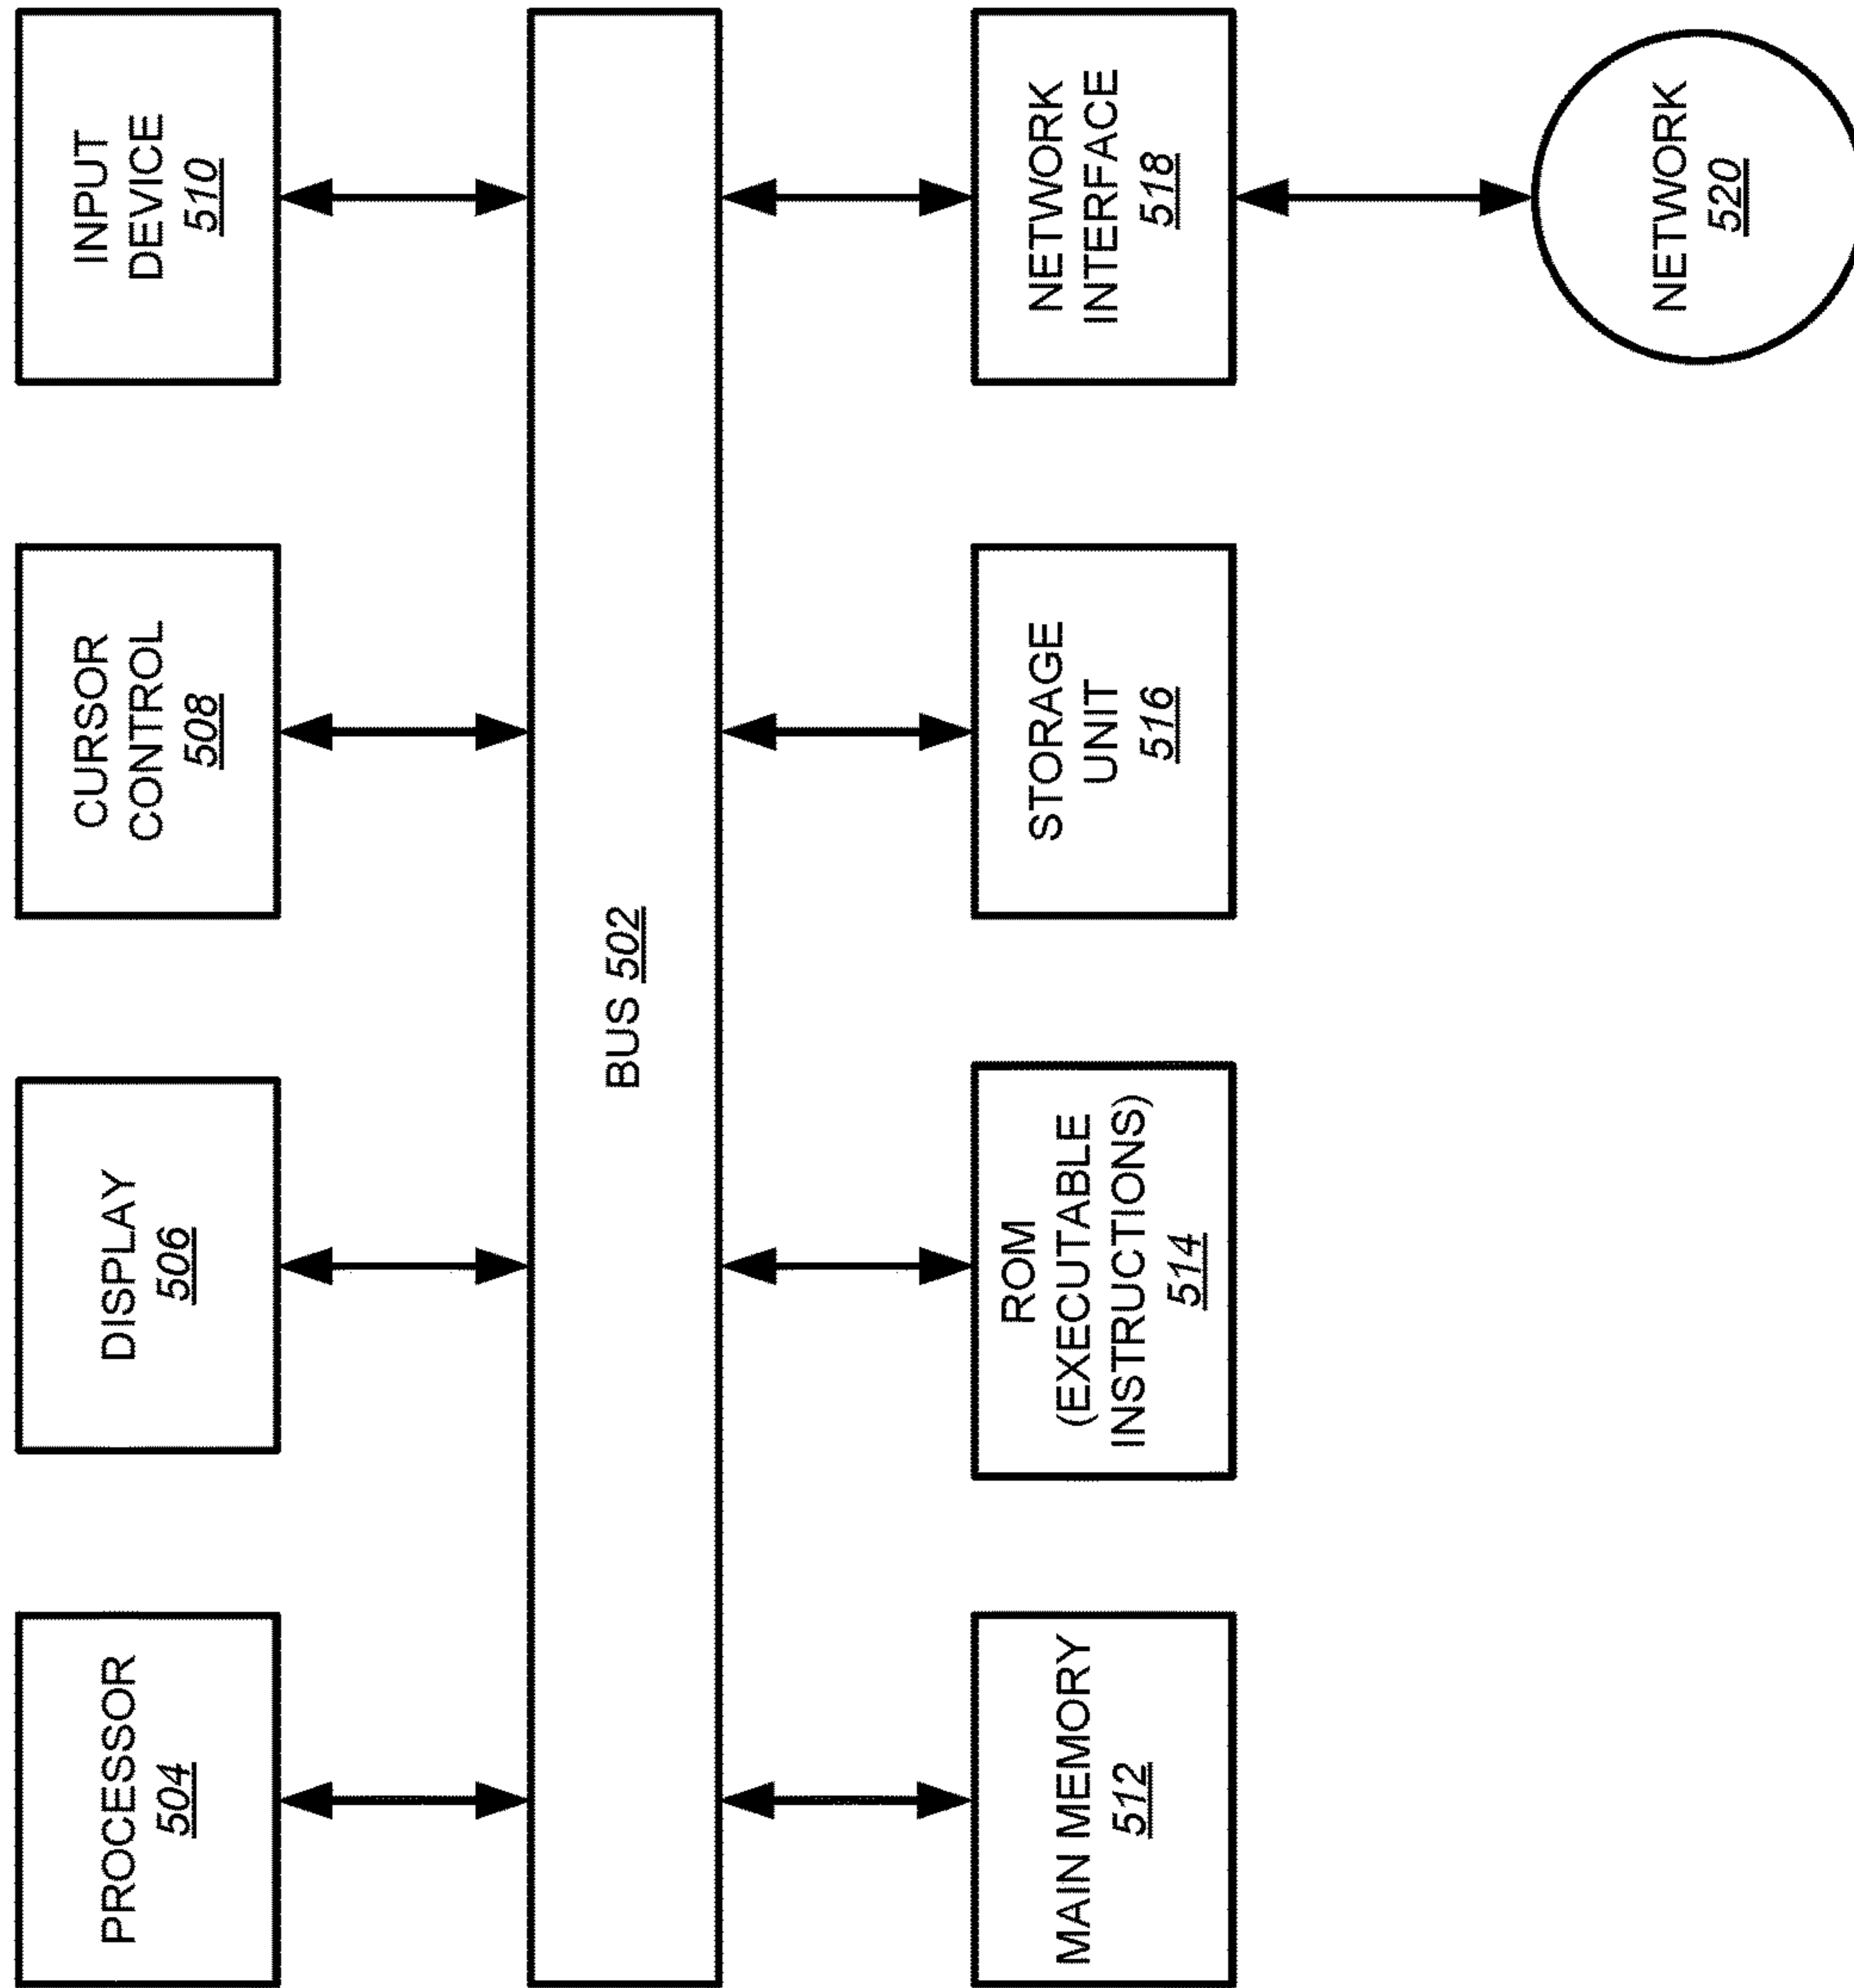 PROCESSOR
504
DISPLAY
506
CURSOR
CONTROL
508
INPUT
DEVICE
510
BUS 502
MAIN MEMORY
512
ROM
(EXECUTABLE
INSTRUCTIONS)
514
STORAGE
UNIT
516
NETWORK
INTERFACE
518
NETWORK
520